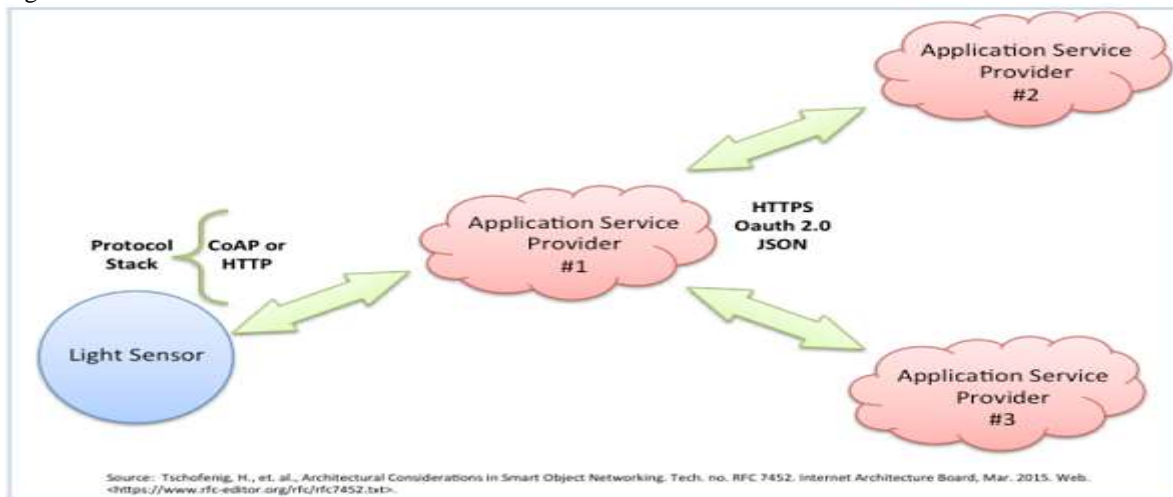 Application Service
Provider
#2
HTTPS
Oauth 2.0
JSON
Application Service
Provider
#1
Protocol
Stack
CoAP or
HTTP
Light Sensor
Application Service
Provider
#3
Source: Tschofenig, H., et. al., Architectural Considerations in Smart Object Networking. Tech. no. RFC 7452. Internet Architecture Board, Mar. 2015. Web.
<https://www.rfc-editor.org/rfc/rfc7452.txt>.